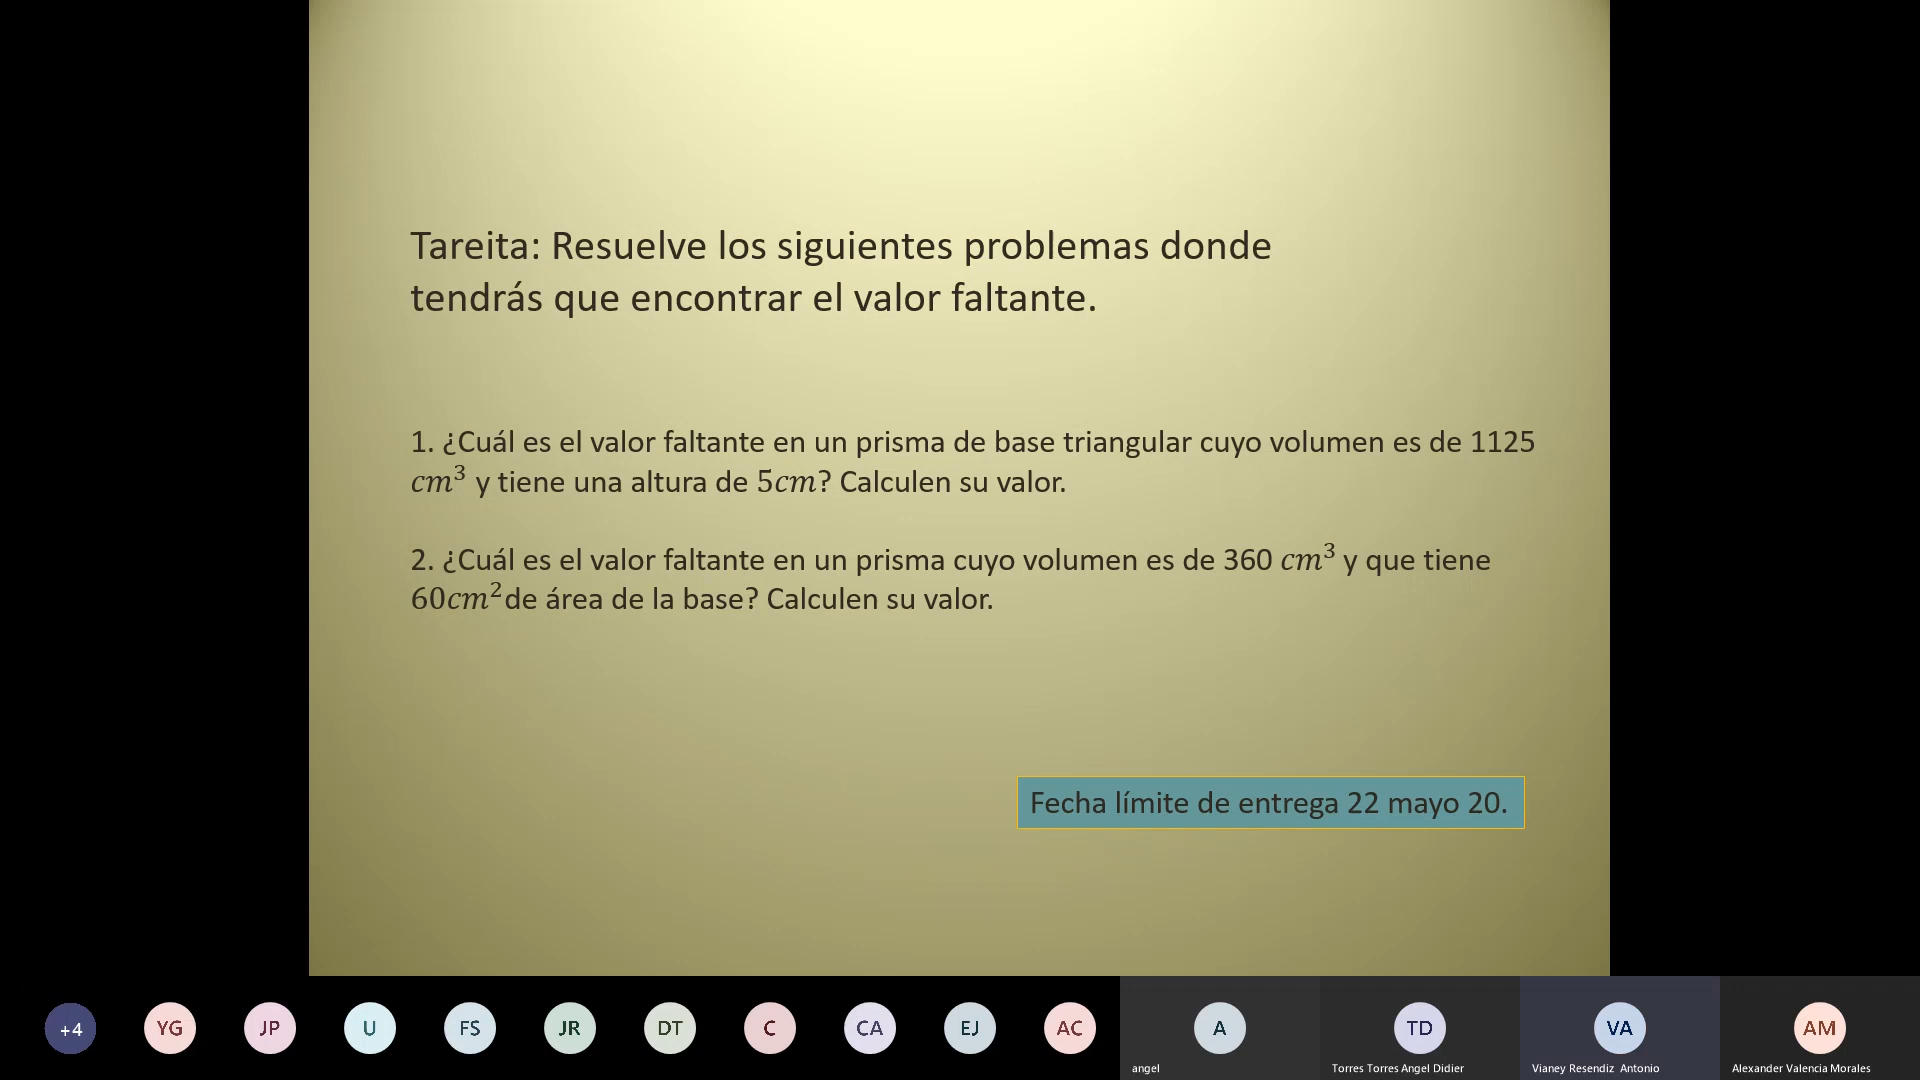 Tareita: Resuelve los siguientes problemas donde
tendrás que encontrar el valor faltante.
1. ¿Cuál es el valor faltante en un prisma de base triangular cuyo volumen es de 1125
cm³ y tiene una altura de 5cm? Calculen su valor.
2. ¿Cuál es el valor faltante en un prisma cuyo volumen es de 360 cm³ y que tiene
60cm² de área de la base? Calculen su valor.
Fecha límite de entrega 22 mayo 20.
+4 YG JP U FS JR DT C CA EJ AC A TD VA AM
angel Torres Torres Angel Didier Vianey Resendiz Antonio Alexander Valencia Morales